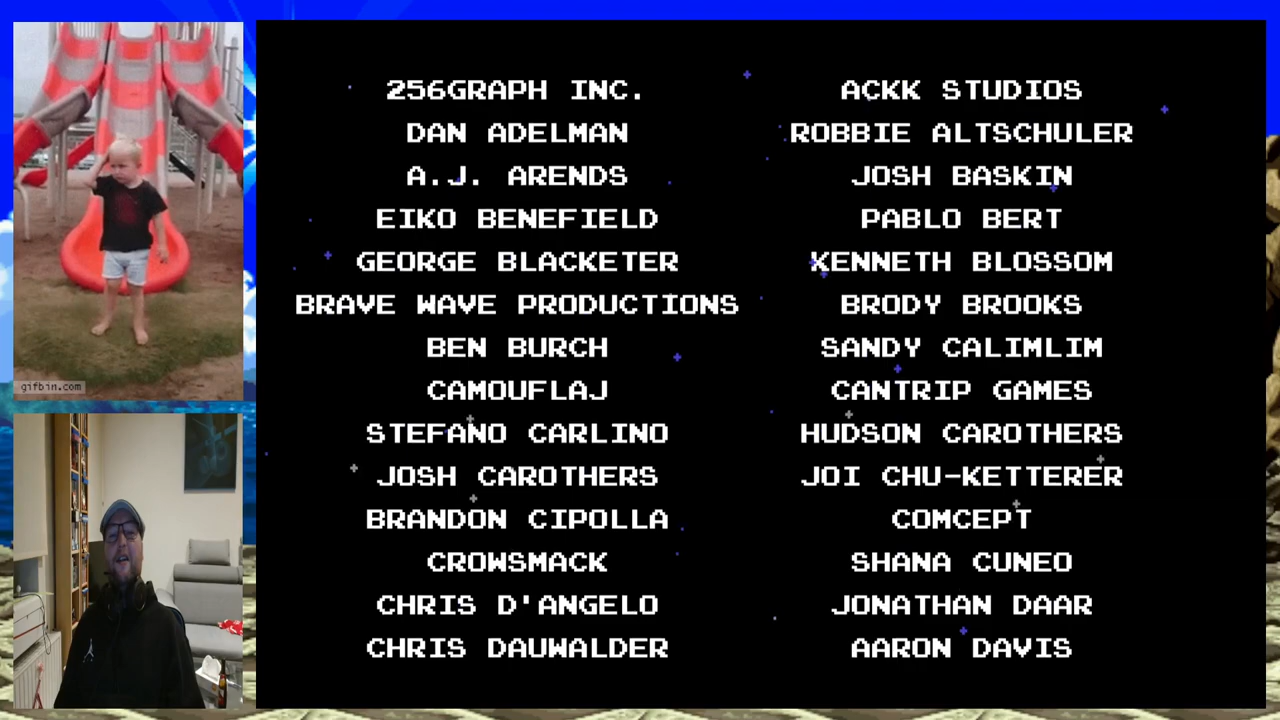 256GRAPH INC.
ACKK STUDIOS
DAN ADELMAN
ROBBIE ALTSCHULER
A.J. ARENDS
JOSH BASKIN
EIKO BENEFIELD
PABLO BERT
GEORGE BLACKETER
KENNETH BLOSSOM
BRAVE WAVE PRODUCTIONS
BRODY BROOKS
BEN BURCH
SANDY CALIMLIM
CAMOUFLAJ
CANTRIP GAMES
STEFANO CARLINO
HUDSON CAROTHERS
JOSH CAROTHERS
JOI CHU-KETTERER
BRANDON CIPOLLA
COMCEPT
CROWSMACK
SHANA CUNEO
CHRIS D'ANGELO
JONATHAN DAAR
CHRIS DAUWALDER
AARON DAVIS
gifbin.com